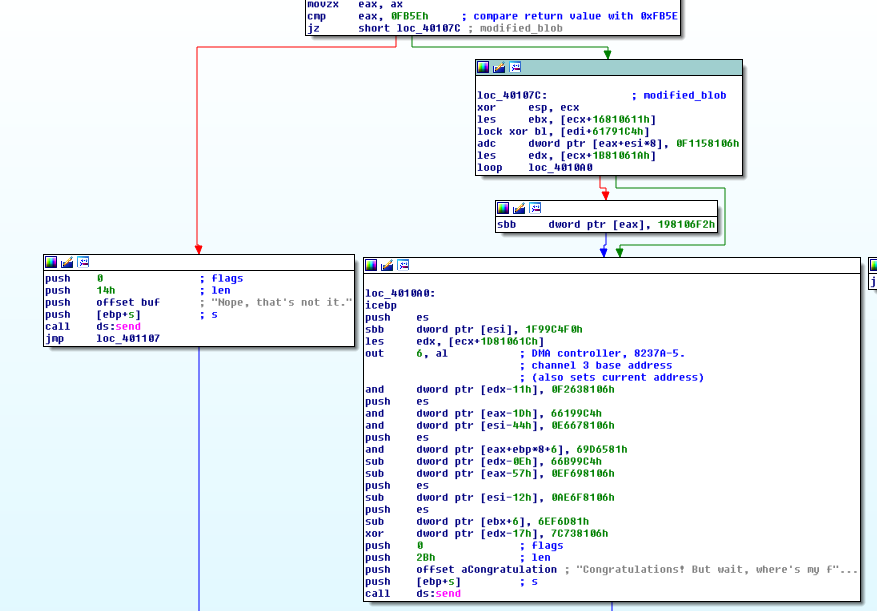 movzx eax, ax
cmp eax, 0FB5Eh ; compare return value with 0xFB5E
jz short loc_40107C ; modified_blob
loc_40107C: ; modified_blob
xor esp, ecx
les ebx, [ecx+16810611h]
lock xor bl, [edi+61791C4h]
adc dword ptr [eax+esi*8], 0F1158106h
les edx, [ecx+1B81061Ah]
loop loc_4010A0
sbb dword ptr [eax], 198106F2h
push 0 ; flags
push 14h ; len
push offset buf ; "Nope, that's not it."
push [ebp+s] ; s
call ds:send
jmp loc_401107
loc_4010A0:
icebp
push es
sbb dword ptr [esi], 1F99C4F0h
les edx, [ecx+1D81061Ch]
out 6, al ; DMA controller, 8237A-5.
; channel 3 base address
; (also sets current address)
and dword ptr [edx-11h], 0F2638106h
push es
and dword ptr [eax-1Dh], 66199C4h
and dword ptr [esi-44h], 0E6678106h
push es
and dword ptr [eax+ebp*8+6], 69D6581h
sub dword ptr [edx-0Eh], 66B99C4h
sub dword ptr [eax-57h], 0EF698106h
push es
sub dword ptr [esi-12h], 0AE6F8106h
push es
sub dword ptr [ebx+6], 6EF6D81h
xor dword ptr [edx-17h], 7C738106h
push 0 ; flags
push 2Bh ; len
push offset aCongratulation ; "Congratulations! But wait, where's my f"...
push [ebp+s] ; s
call ds:send
j